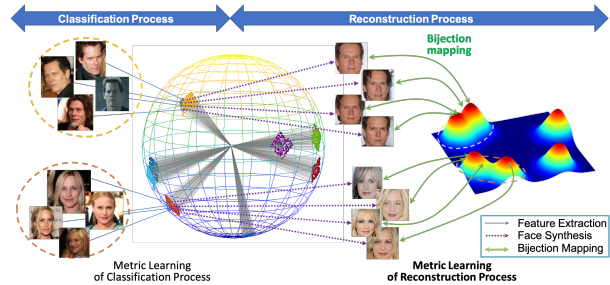 Classification Process
Reconstruction Process
Bijection
mapping
Feature Extraction
Face Synthesis
Bijection Mapping
Metric Learning
of Classification Process
Metric Learning
of Reconstruction Process